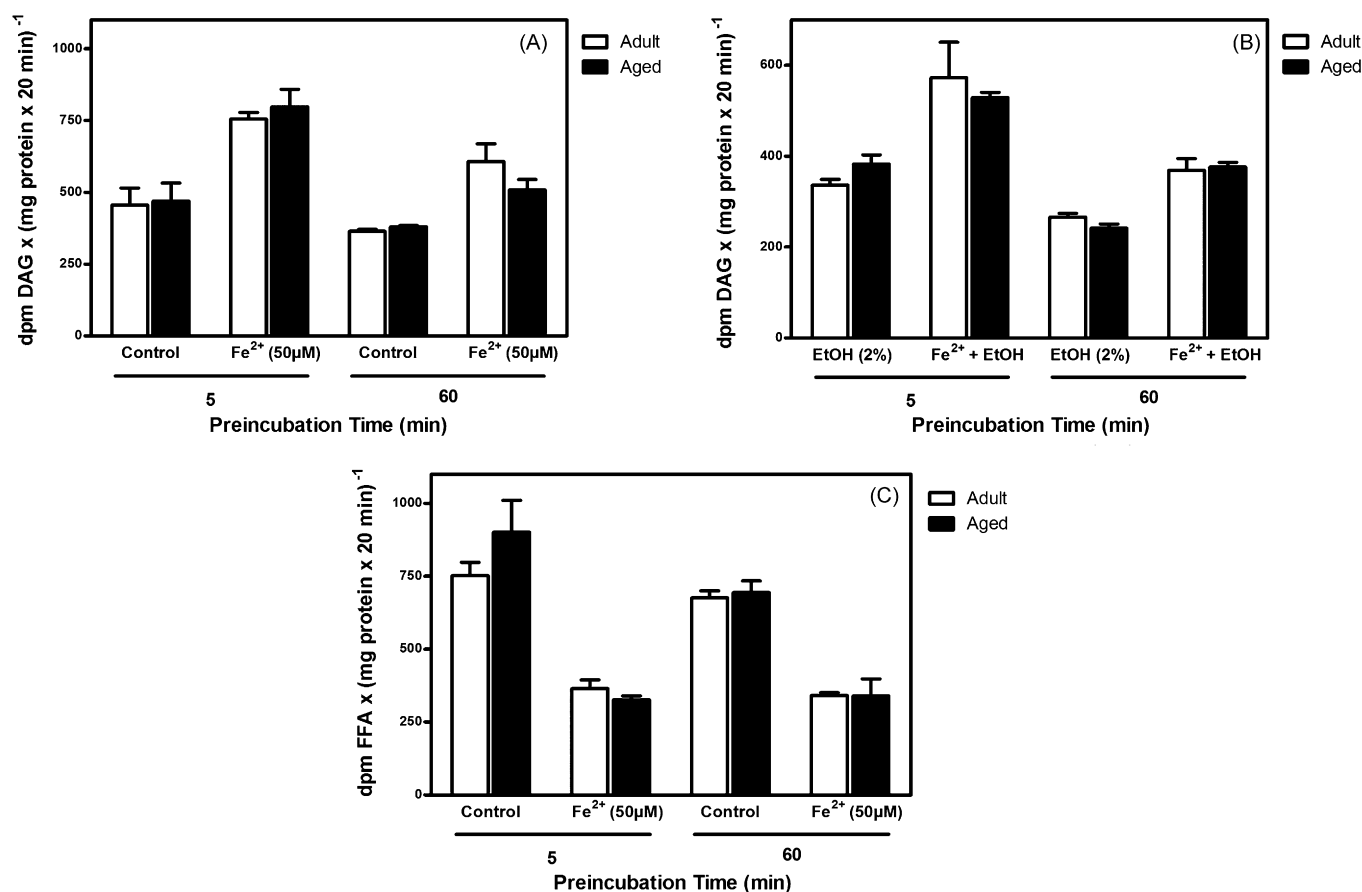 (A)
Adult
Aged
dpm DAG x (mg protein x 20 min) -1
1000
750
500
250
0
Control Fe2+ (50µM) Control Fe2+ (50µM)
5 60
Preincubation Time (min)
(B)
Adult
Aged
dpm DAG x (mg protein x 20 min) -1
600
400
200
0
EtOH (2%) Fe2+ + EtOH EtOH (2%) Fe2+ + EtOH
5 60
Preincubation Time (min)
(C)
Adult
Aged
dpm FFA x (mg protein x 20 min) -1
1000
750
500
250
0
Control Fe2+ (50µM) Control Fe2+ (50µM)
5 60
Preincubation Time (min)